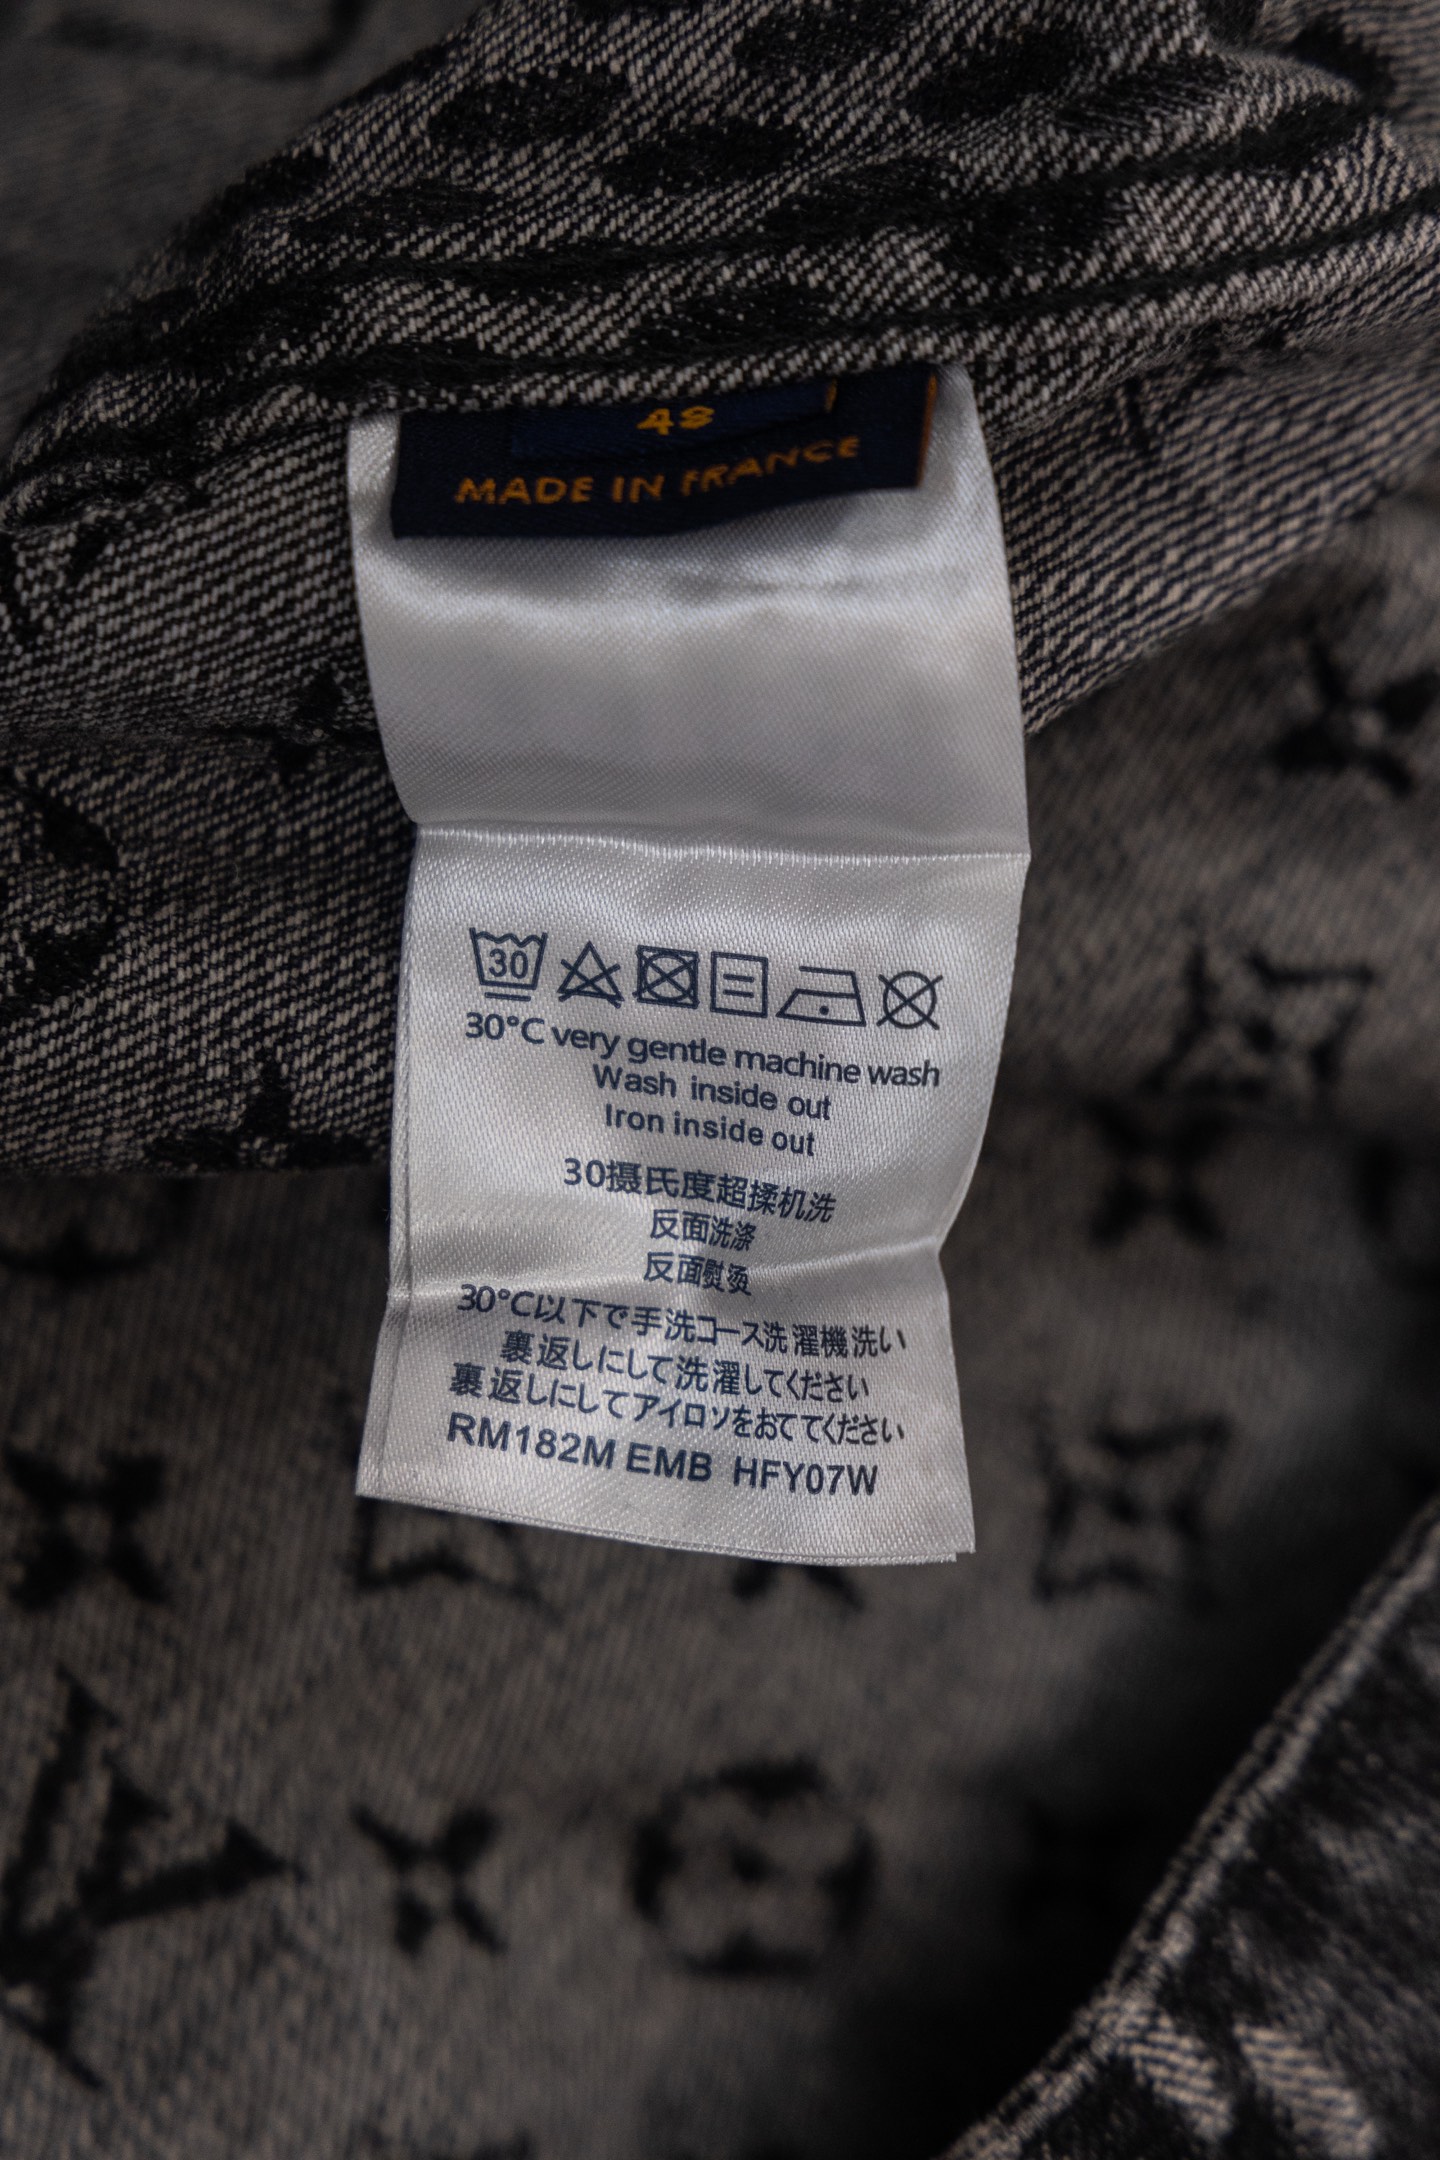 48
MADE IN FRANCE
30
30°C very gentle machine wash
Wash inside out
Iron inside out
30摄氏度超揉机洗
反面洗涤
反面熨烫
30°C以下で手洗コース洗濯機洗い
裏返しにして洗濯してください
裏返しにしてアイロソをおててください
RM182M EMB HFY07W